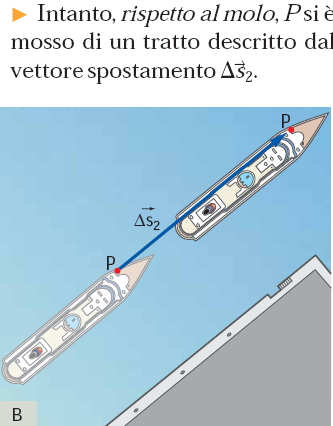 ► Intanto, rispetto al molo, P si è
mosso di un tratto descritto dal
vettore spostamento Δs⃗₂.
P
Δs⃗₂
P
B